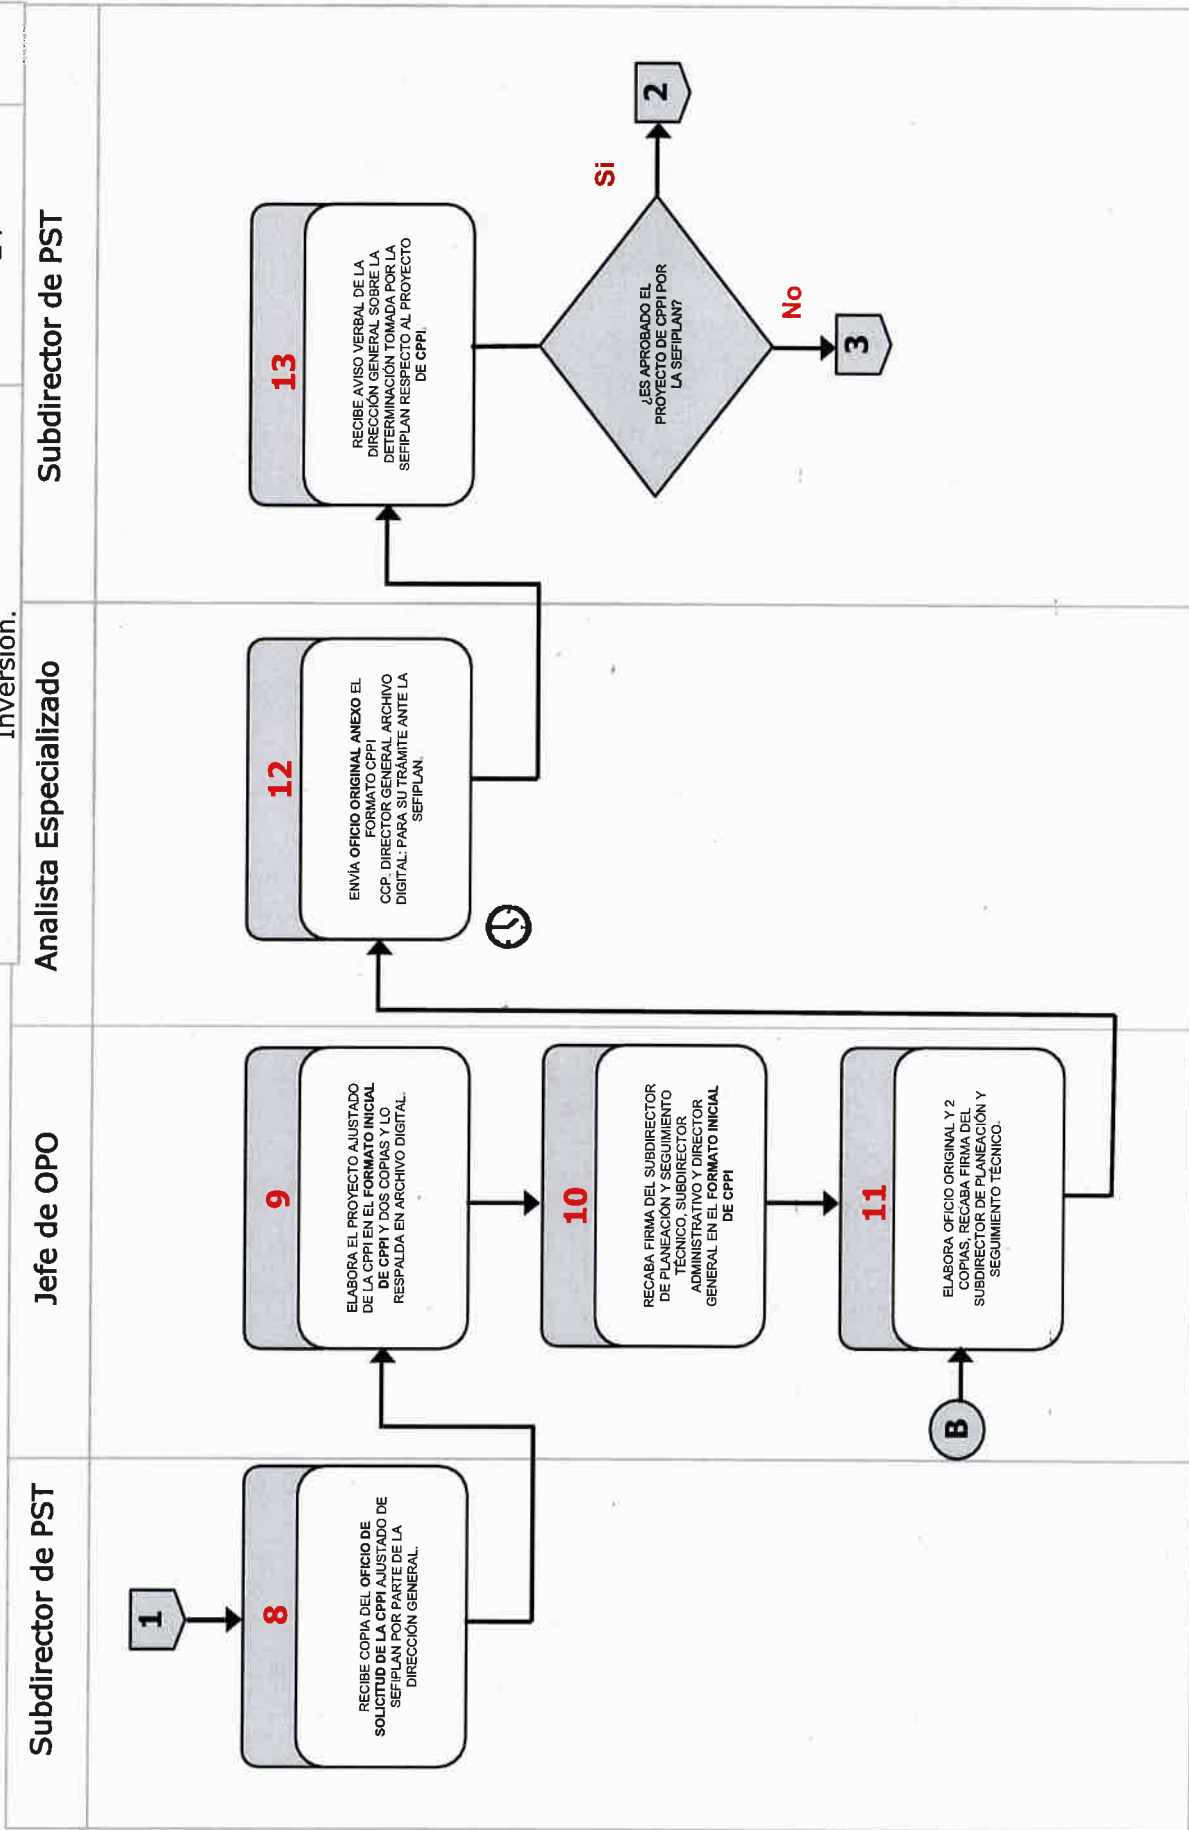 Inversión.
Subdirector de PST
Jefe de OPO
Analista Especializado
Subdirector de PST
1
8
RECIBE COPIA DEL OFICIO DE
SOLICITUD DE LA CPPI AJUSTADO DE
SEFIPLAN POR PARTE DE LA
DIRECCIÓN GENERAL.
9
ELABORA EL PROYECTO AJUSTADO
DE LA CPPI EN EL FORMATO INICIAL
DE CPPI Y DOS COPIAS Y LO
RESPALDA EN ARCHIVO DIGITAL.
10
RECABA FIRMA DEL SUBDIRECTOR
DE PLANEACIÓN Y SEGUIMIENTO
TÉCNICO, SUBDIRECTOR
ADMINISTRATIVO Y DIRECTOR
GENERAL EN EL FORMATO INICIAL
DE CPPI
B
11
ELABORA OFICIO ORIGINAL Y 2
COPIAS, RECABA FIRMA DEL
SUBDIRECTOR DE PLANEACIÓN Y
SEGUIMIENTO TÉCNICO.
12
ENVÍA OFICIO ORIGINAL ANEXO EL
FORMATO CPPI
CCP. DIRECTOR GENERAL ARCHIVO
DIGITAL: PARA SU TRÁMITE ANTE LA
SEFIPLAN.
13
RECIBE AVISO VERBAL DE LA
DIRECCIÓN GENERAL SOBRE LA
DETERMINACIÓN TOMADA POR LA
SEFIPLAN RESPECTO AL PROYECTO
DE CPPI.
¿ES APROBADO EL
PROYECTO DE CPPI POR
LA SEFIPLAN?
Si
2
No
3